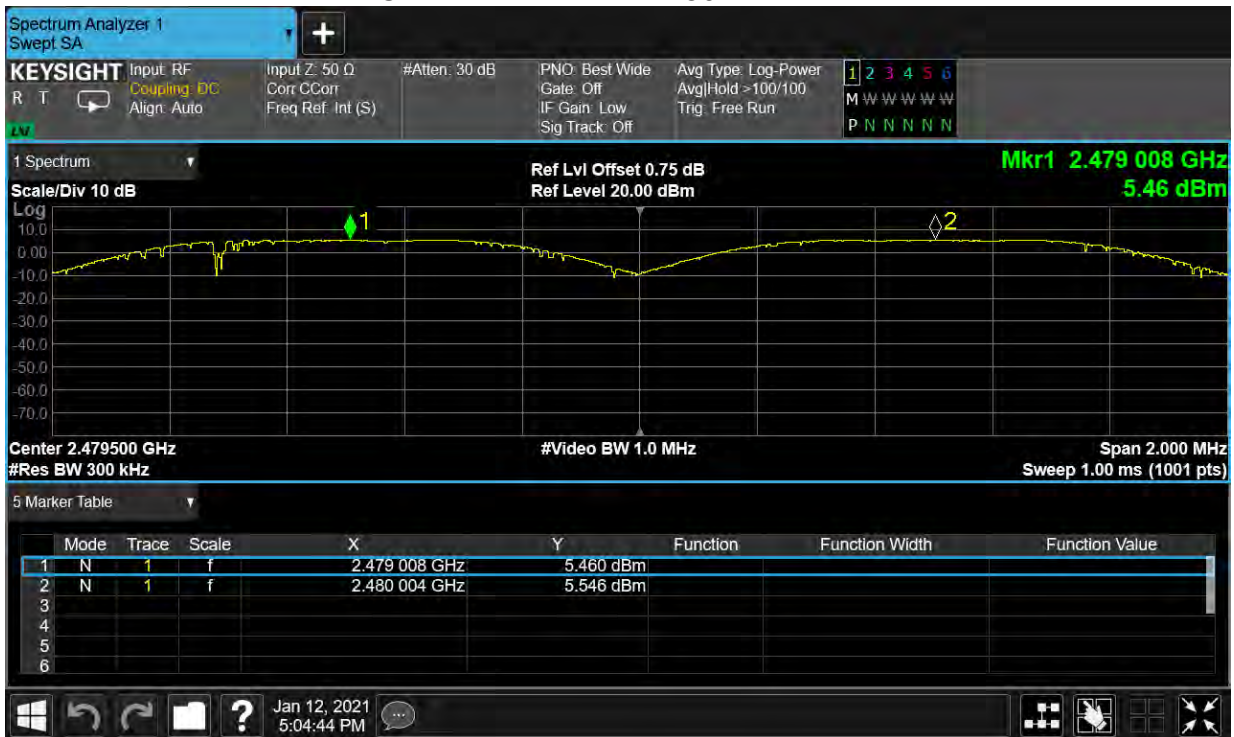 Spectrum Analyzer 1
Swept SA
+
KEYSIGHT Input: RF Input Z: 50 Ω #Atten: 30 dB PNO: Best Wide Avg Type: Log-Power 1 2 3 4 5 6
R T Coupling: DC Corr CCorr Gate: Off Avg|Hold >100/100 M W W W W W W
Align: Auto Freq Ref: Int (S) IF Gain: Low Trig: Free Run
LXI Sig Track: Off P N N N N N N
1 Spectrum Ref Lvl Offset 0.75 dB Mkr1 2.479 008 GHz
Scale/Div 10 dB Ref Level 20.00 dBm 5.46 dBm
Log
1 2
10.0
0.00
-10.0
-20.0
-30.0
-40.0
-50.0
-60.0
-70.0
Center 2.479500 GHz #Video BW 1.0 MHz Span 2.000 MHz
#Res BW 300 kHz Sweep 1.00 ms (1001 pts)
5 Marker Table
Mode Trace Scale X Y Function Function Width Function Value
1 N 1 f 2.479 008 GHz 5.460 dBm
2 N 1 f 2.480 004 GHz 5.546 dBm
3
4
5
6
? Jan 12, 2021
5:04:44 PM